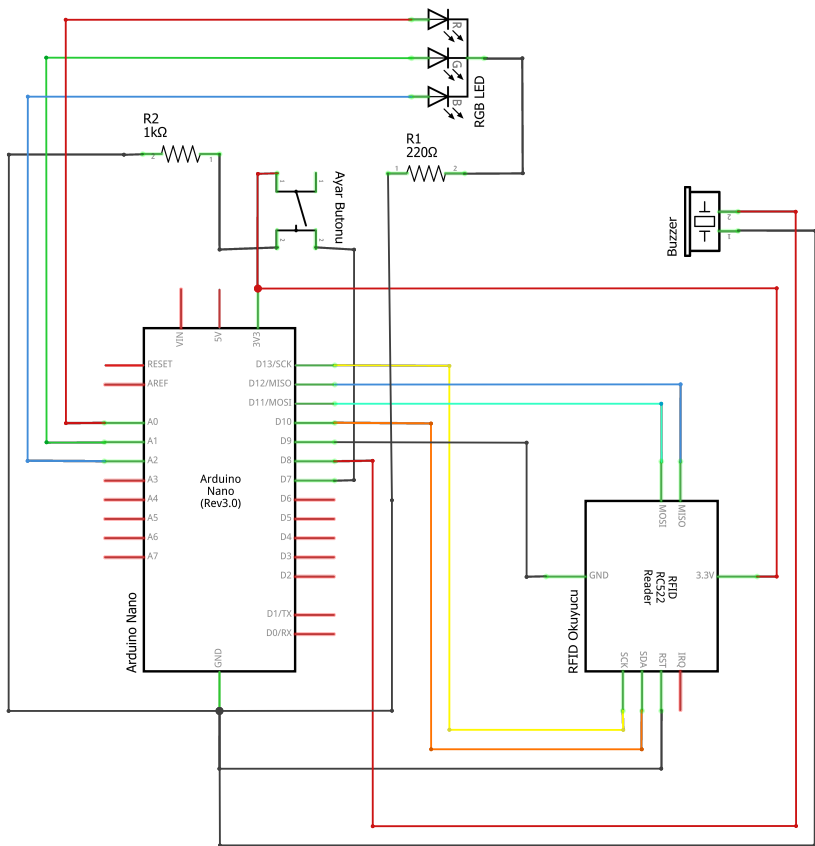 R
G
B
RGB LED
R2
1kΩ
2
1
R1
220Ω
1
2
Ayar Butonu
1
1
2
2
Buzzer
2
1
VIN
5V
3V3
RESET
AREF
A0
A1
A2
A3
A4
A5
A6
A7
D13/SCK
D12/MISO
D11/MOSI
D10
D9
D8
D7
D6
D5
D4
D3
D2
D1/TX
D0/RX
GND
Arduino
Nano
(Rev3.0)
Arduino Nano
MOSI
MISO
GND
3.3V
RFID
RC522
Reader
RFID Okuyucu
SCK
SDA
RST
IRQ